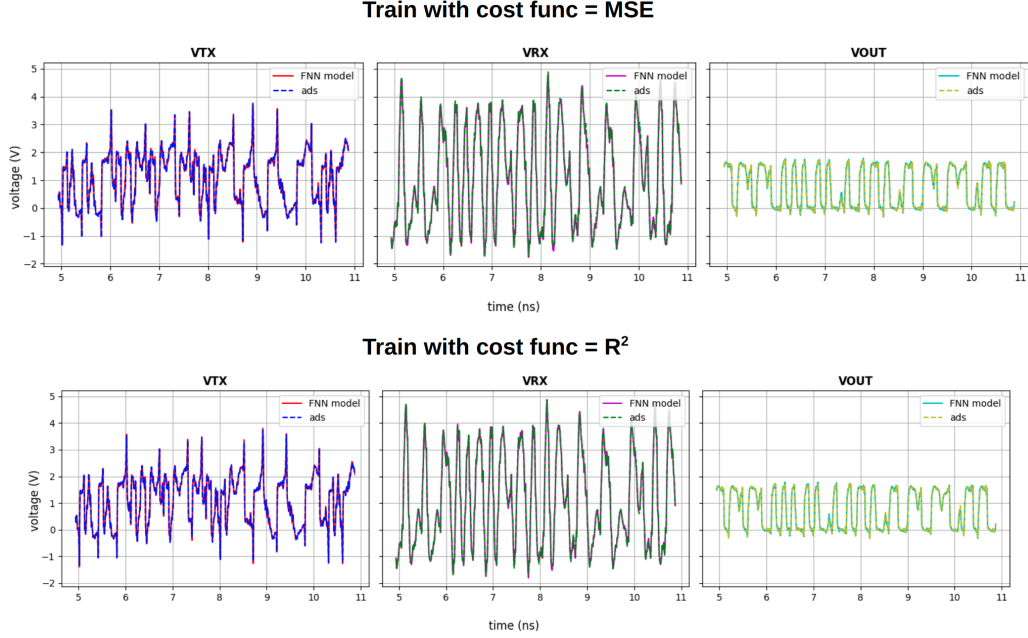 Train with cost func = MSE
VTX
VRX
VOUT
FNN model
ads
FNN model
ads
FNN model
ads
voltage (V)
5
4
3
2
1
0
−1
−2
5 6 7 8 9 10 11
5 6 7 8 9 10 11
5 6 7 8 9 10 11
time (ns)
Train with cost func = R²
VTX
VRX
VOUT
FNN model
ads
FNN model
ads
FNN model
ads
voltage (V)
5
4
3
2
1
0
−1
−2
5 6 7 8 9 10 11
5 6 7 8 9 10 11
5 6 7 8 9 10 11
time (ns)